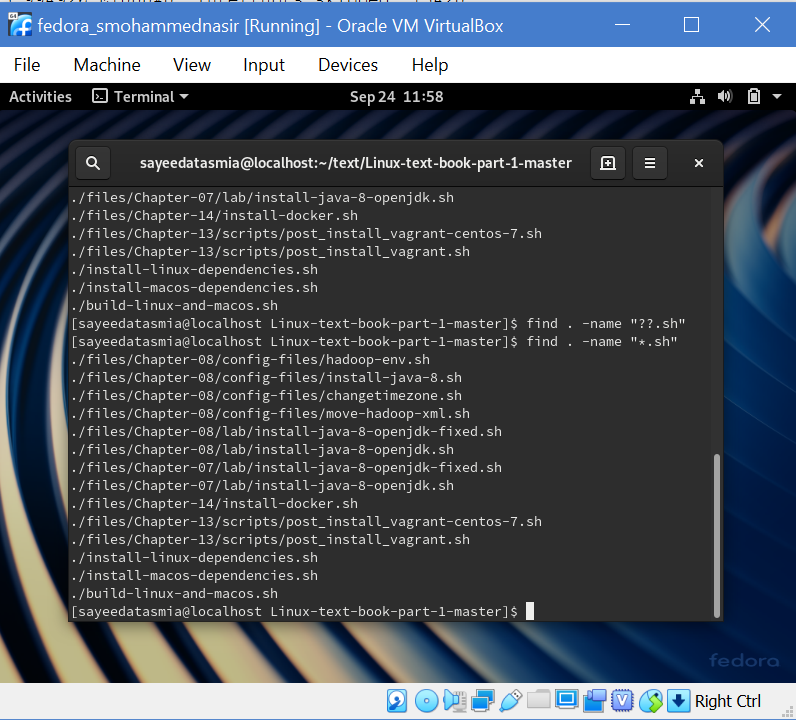 fedora_smohammednasir [Running] - Oracle VM VirtualBox
File Machine View Input Devices Help
Activities Terminal Sep 24 11:58
sayeedatasmia@localhost:~/text/Linux-text-book-part-1-master
./files/Chapter-07/lab/install-java-8-openjdk.sh
./files/Chapter-14/install-docker.sh
./files/Chapter-13/scripts/post_install_vagrant-centos-7.sh
./files/Chapter-13/scripts/post_install_vagrant.sh
./install-linux-dependencies.sh
./install-macos-dependencies.sh
./build-linux-and-macos.sh
[sayeedatasmia@localhost Linux-text-book-part-1-master]$ find . -name "??.sh"
[sayeedatasmia@localhost Linux-text-book-part-1-master]$ find . -name "*.sh"
./files/Chapter-08/config-files/hadoop-env.sh
./files/Chapter-08/config-files/install-java-8.sh
./files/Chapter-08/config-files/changetimezone.sh
./files/Chapter-08/config-files/move-hadoop-xml.sh
./files/Chapter-08/lab/install-java-8-openjdk-fixed.sh
./files/Chapter-08/lab/install-java-8-openjdk.sh
./files/Chapter-07/lab/install-java-8-openjdk-fixed.sh
./files/Chapter-07/lab/install-java-8-openjdk.sh
./files/Chapter-14/install-docker.sh
./files/Chapter-13/scripts/post_install_vagrant-centos-7.sh
./files/Chapter-13/scripts/post_install_vagrant.sh
./install-linux-dependencies.sh
./install-macos-dependencies.sh
./build-linux-and-macos.sh
[sayeedatasmia@localhost Linux-text-book-part-1-master]$
fedora
Right Ctrl